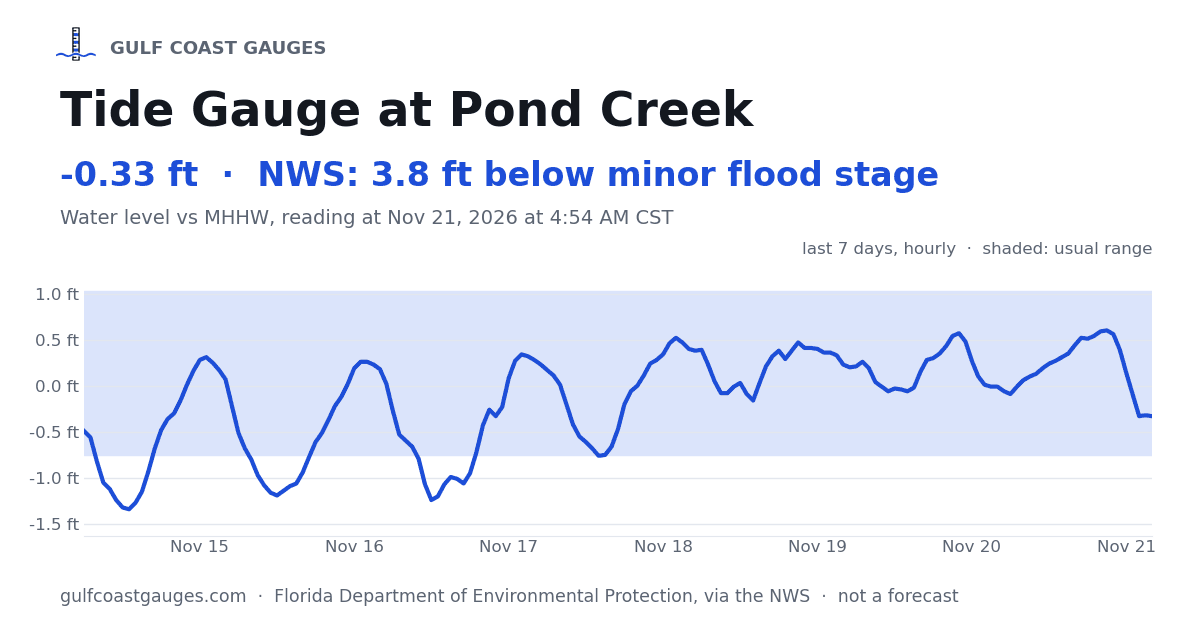 GULF COAST GAUGES
Tide Gauge at Pond Creek
-0.33 ft · NWS: 3.8 ft below minor flood stage
Water level vs MHHW, reading at Nov 21, 2026 at 4:54 AM CST
last 7 days, hourly · shaded: usual range
1.0 ft
0.5 ft
0.0 ft
-0.5 ft
-1.0 ft
-1.5 ft
Nov 15 Nov 16 Nov 17 Nov 18 Nov 19 Nov 20 Nov 21
gulfcoastgauges.com · Florida Department of Environmental Protection, via the NWS · not a forecast